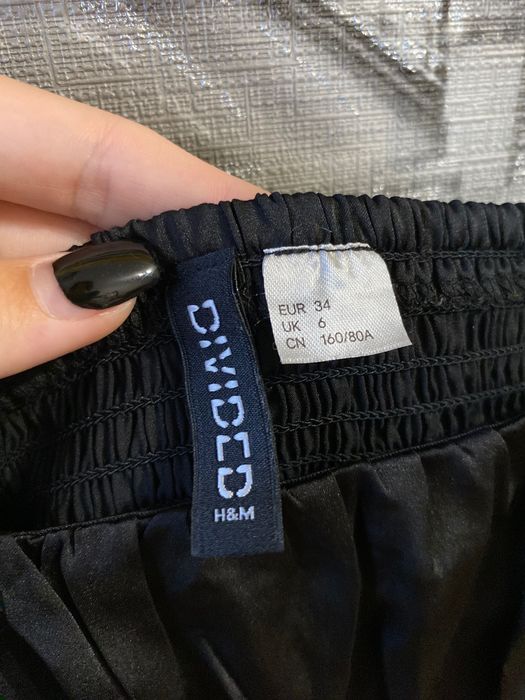 DIVIDED
H&M
EUR 34
UK 6
CN 160/80A